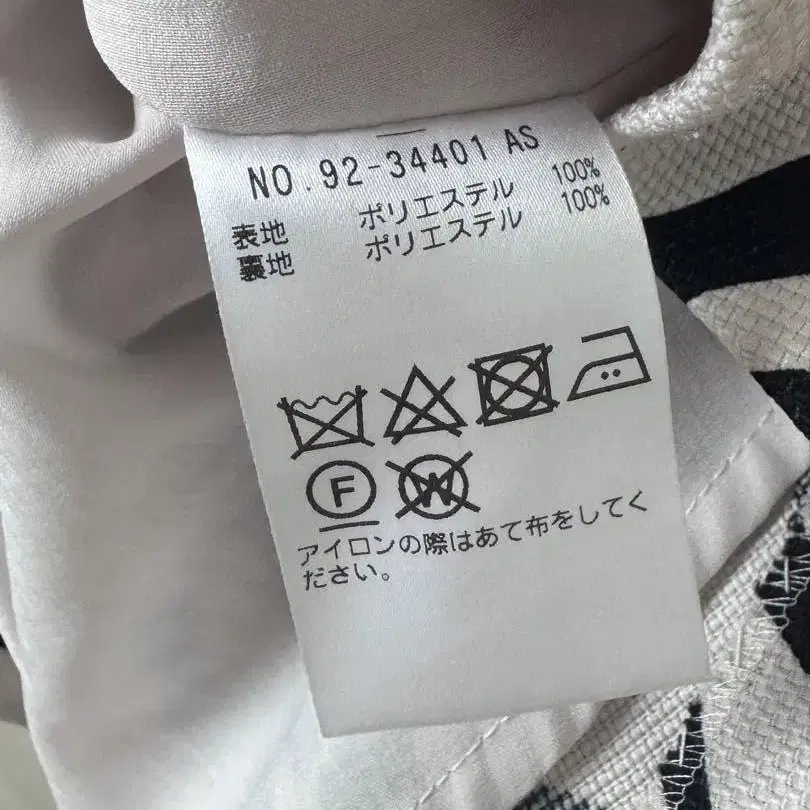 NO.92-34401 AS
表地 ポリエステル 100%
裏地 ポリエステル 100%
F W
アイロンの際はあて布をしてく
ださい。